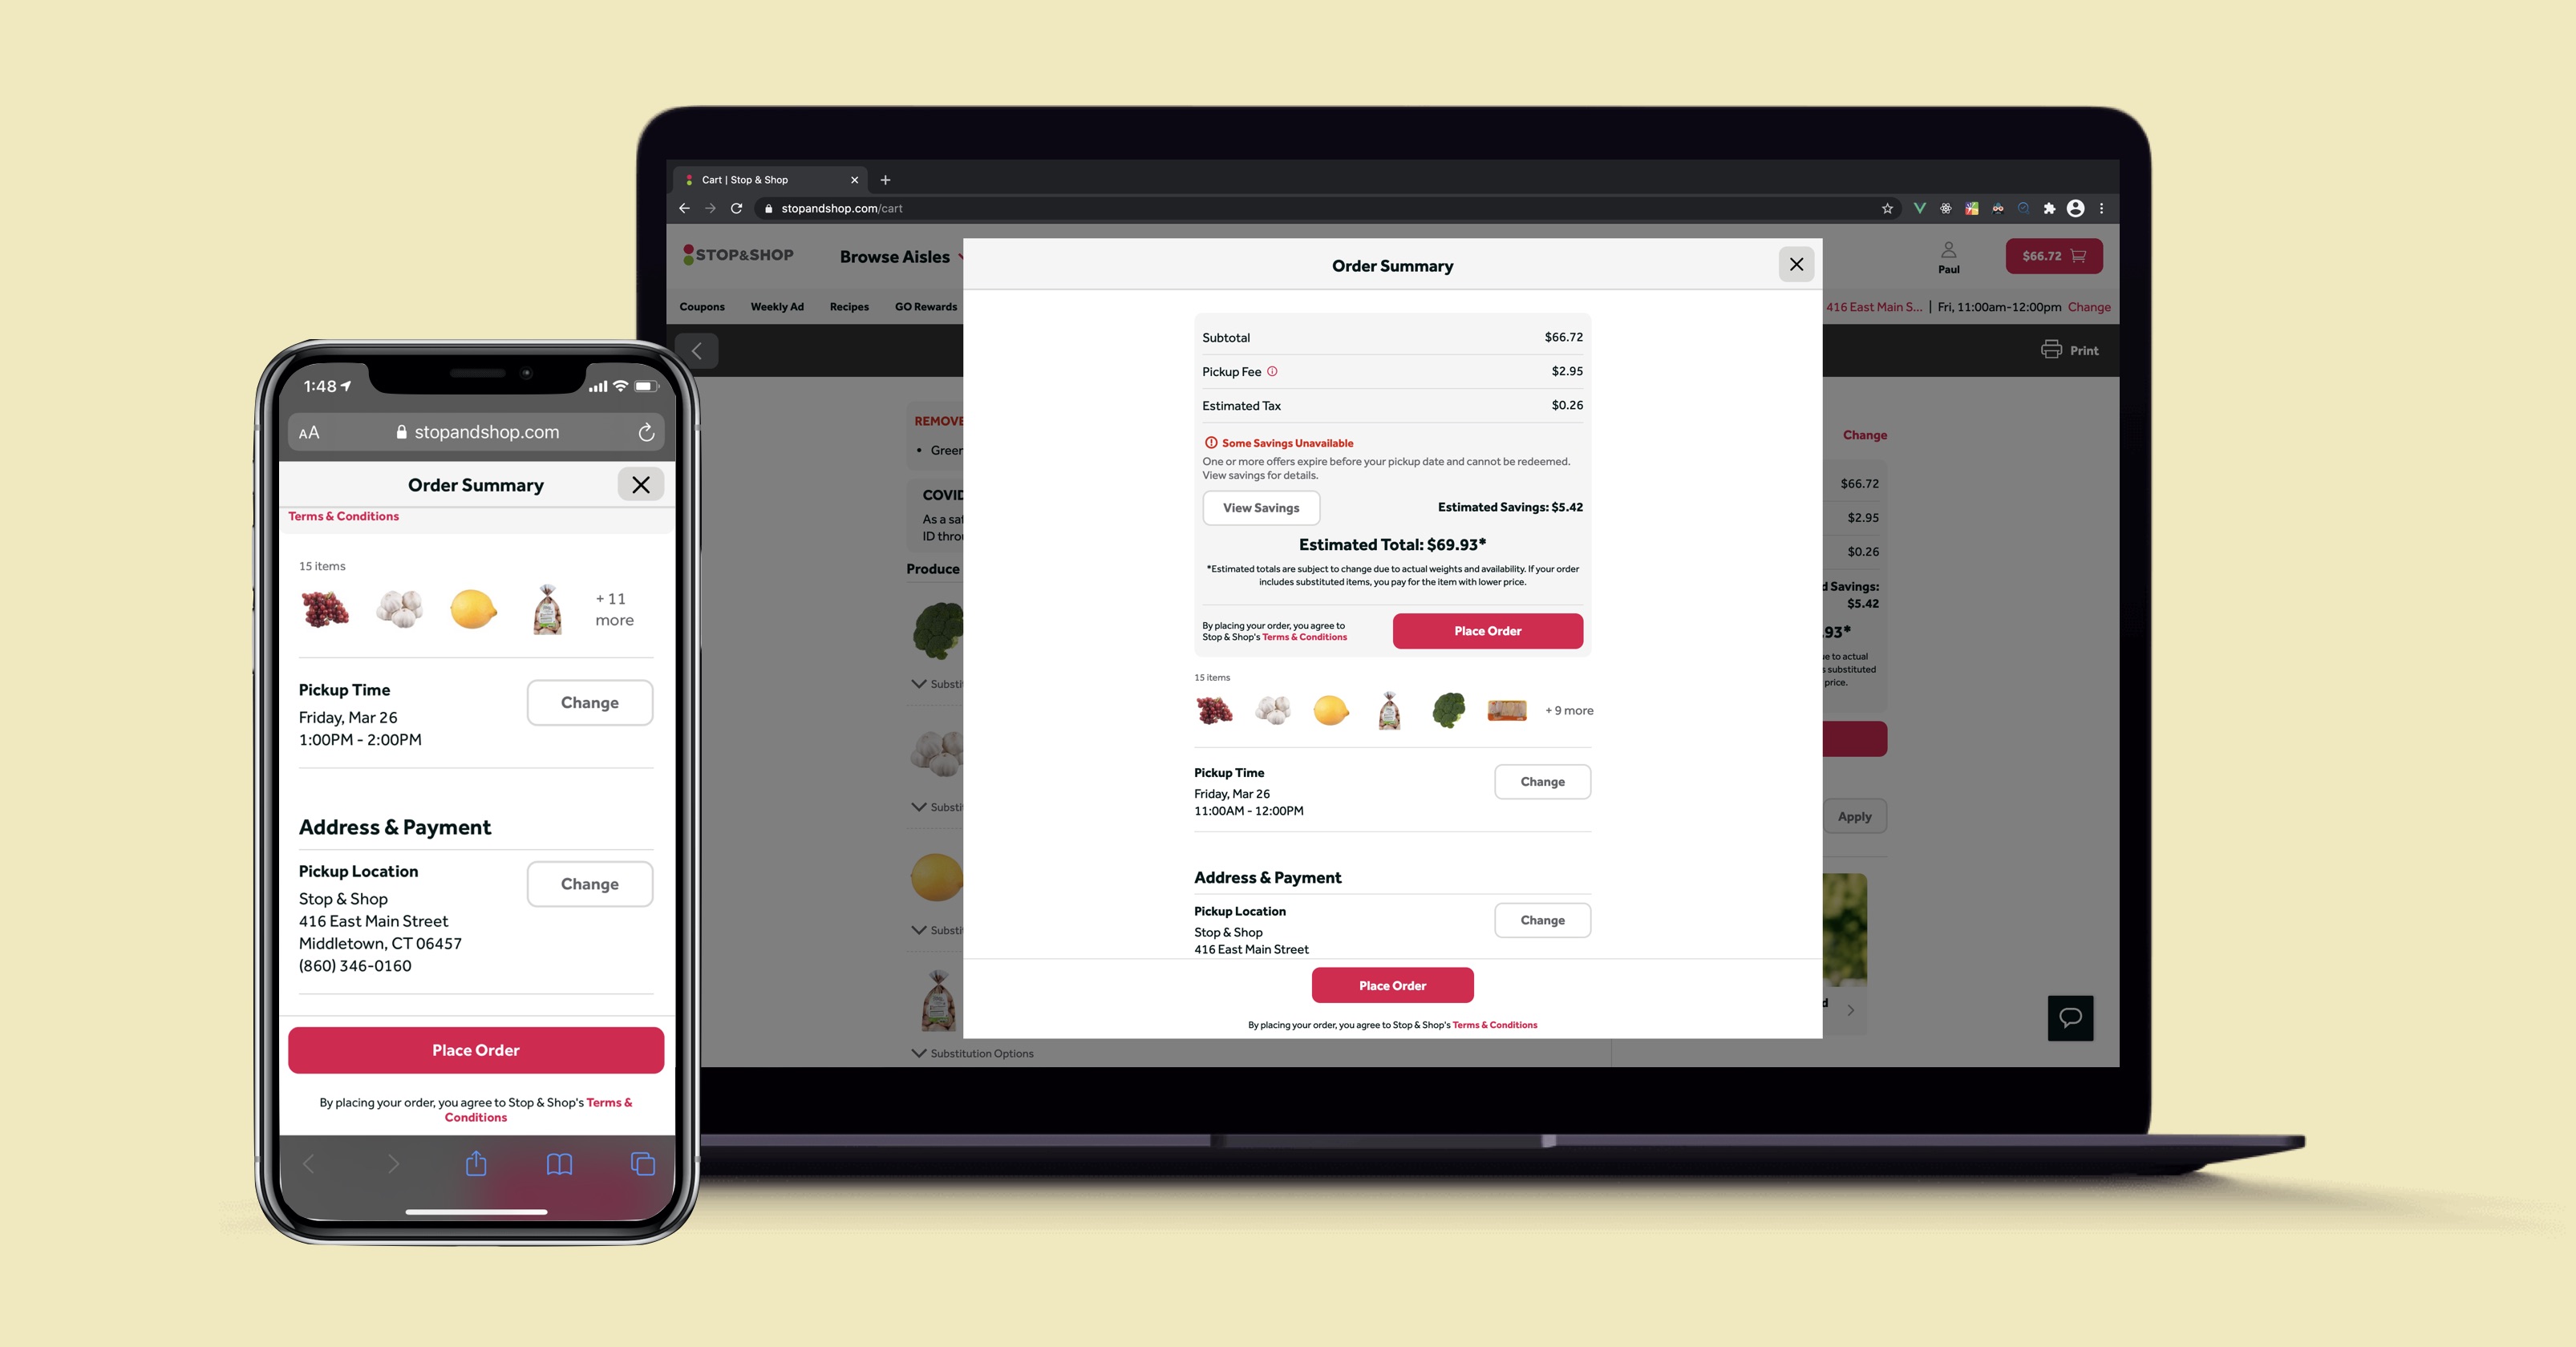 Cart | Stop & Shop
stopandshop.com/cart
STOP&SHOP
Browse Aisles
Paul
$66.72
Coupons
Weekly Ad
Recipes
GO Rewards
416 East Main S... | Fri, 11:00am-12:00pm Change
Print
REMOVE
• Green
COVID
As a saf
ID throu
Produce
Substit
Substit
Substit
Substitution Options
Order Summary
Subtotal $66.72
Pickup Fee $2.95
Estimated Tax $0.26
Some Savings Unavailable
One or more offers expire before your pickup date and cannot be redeemed.
View savings for details.
View Savings
Estimated Savings: $5.42
Estimated Total: $69.93*
*Estimated totals are subject to change due to actual weights and availability. If your order
includes substituted items, you pay for the item with lower price.
By placing your order, you agree to
Stop & Shop's Terms & Conditions
Place Order
15 items
+ 9 more
Pickup Time
Friday, Mar 26
11:00AM - 12:00PM
Change
Address & Payment
Pickup Location
Stop & Shop
416 East Main Street
Change
Place Order
By placing your order, you agree to Stop & Shop's Terms & Conditions
Change
$66.72
$2.95
$0.26
d Savings:
$5.42
.93*
ue to actual
s substituted
price.
Apply
d
1:48
AA
stopandshop.com
Order Summary
Terms & Conditions
15 items
+ 11
more
Pickup Time
Friday, Mar 26
1:00PM - 2:00PM
Change
Address & Payment
Pickup Location
Stop & Shop
416 East Main Street
Middletown, CT 06457
(860) 346-0160
Change
Place Order
By placing your order, you agree to Stop & Shop's Terms &
Conditions